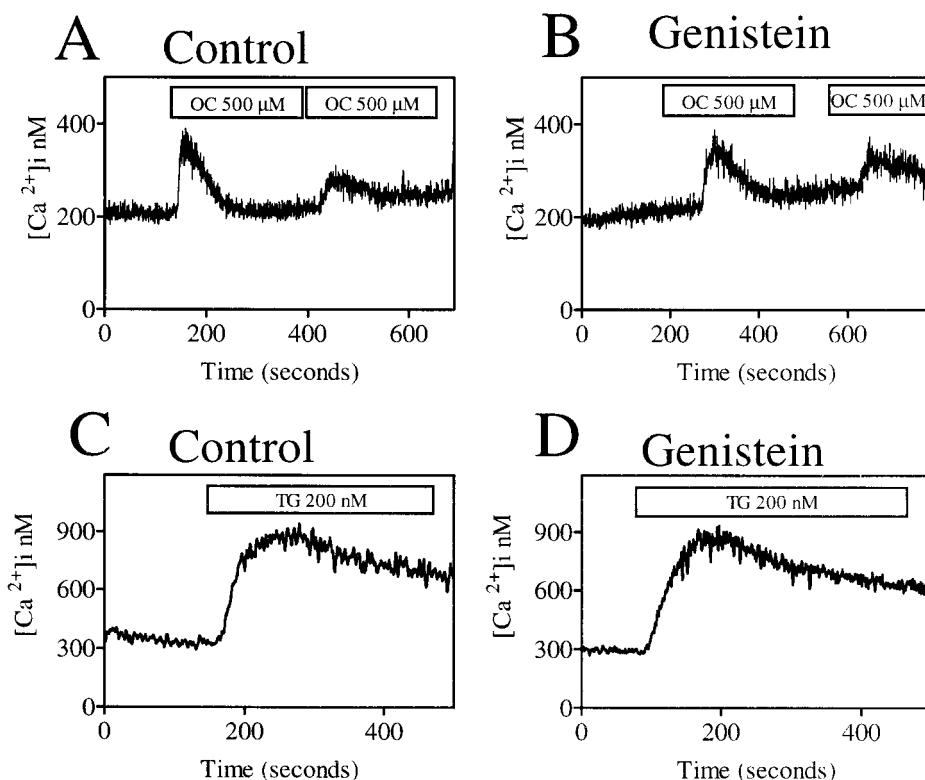 A Control
OC 500 µM OC 500 µM
[Ca 2+]i nM
400
200
0
0 200 400 600
Time (seconds)
B Genistein
OC 500 µM OC 500 µM
[Ca 2+]i nM
400
200
0
0 200 400 600
Time (seconds)
C Control
TG 200 nM
[Ca 2+]i nM
900
600
300
0
0 200 400
Time (seconds)
D Genistein
TG 200 nM
[Ca 2+]i nM
900
600
300
0
0 200 400
Time (seconds)